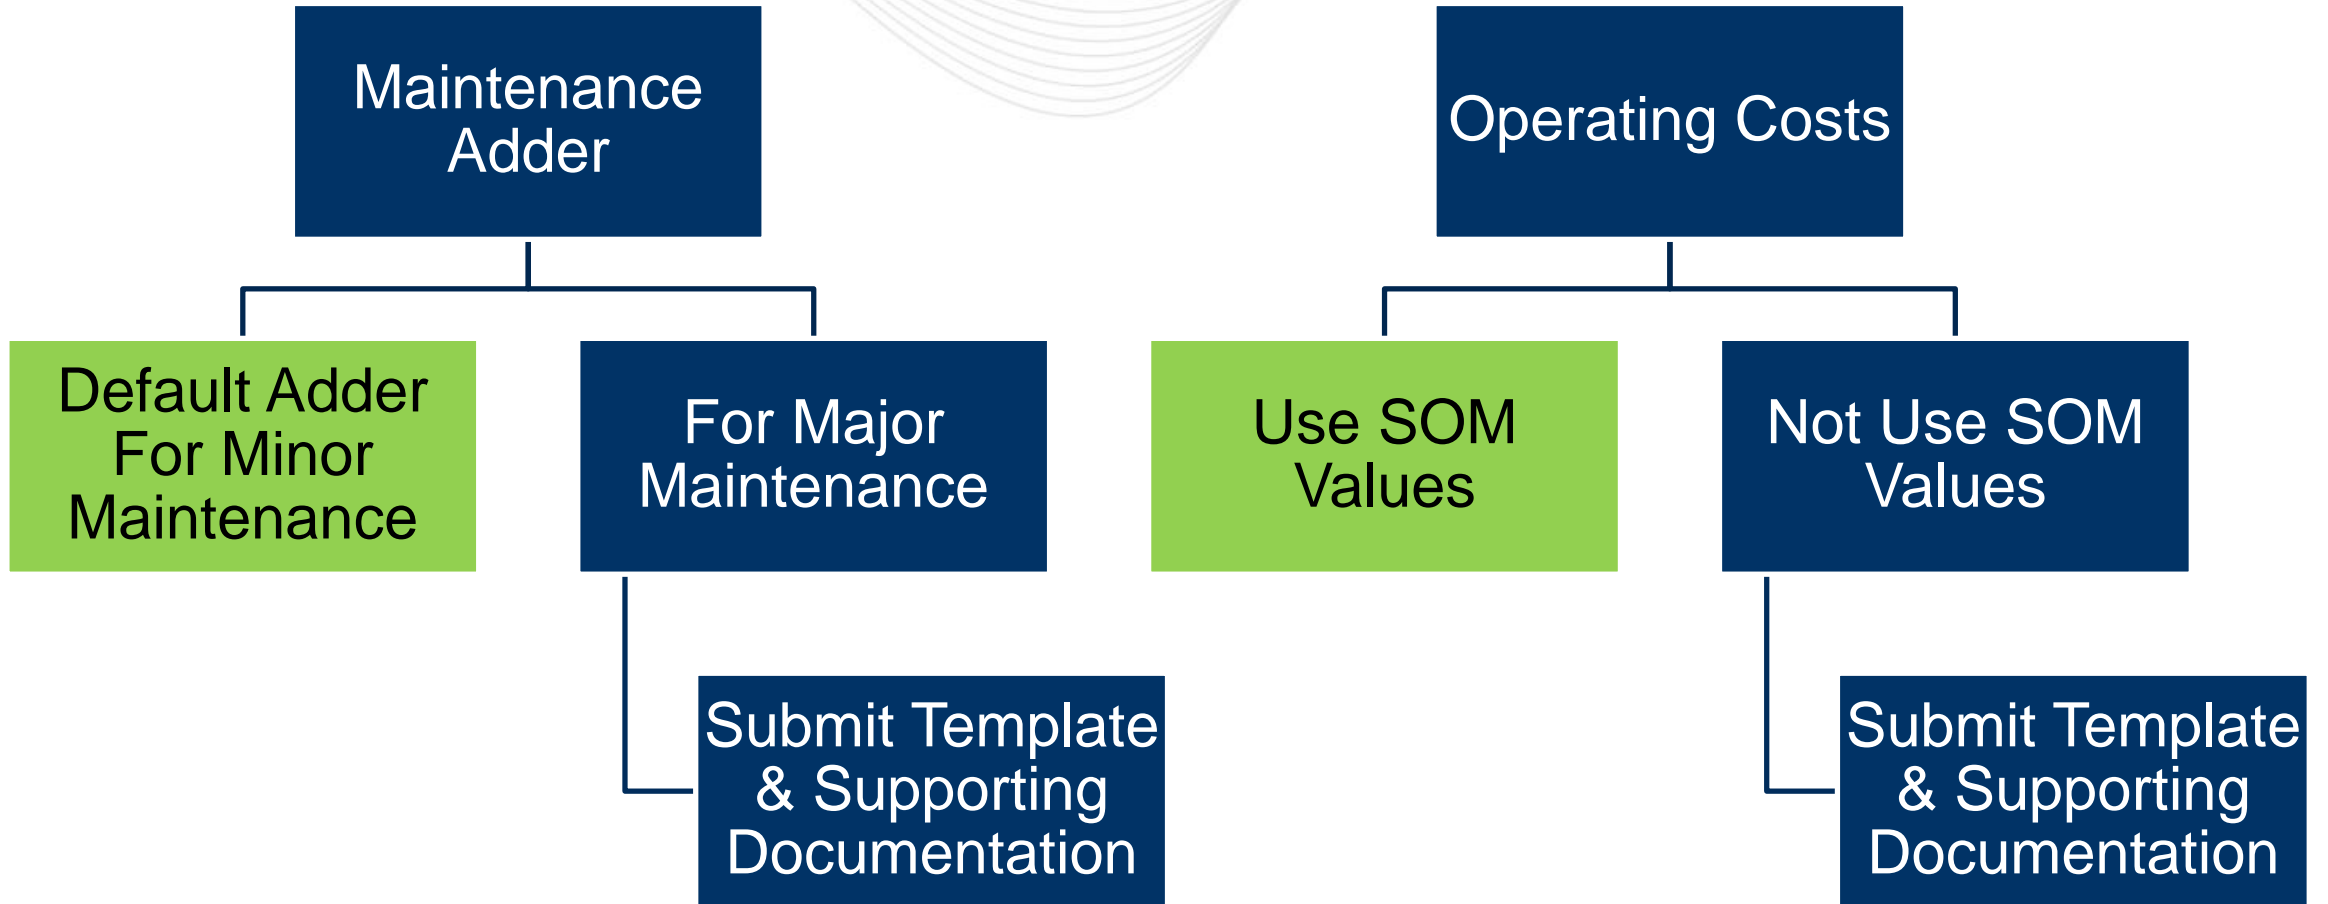 Maintenance
Adder
Operating Costs
Default Adder
For Minor
Maintenance
For Major
Maintenance
Use SOM
Values
Not Use SOM
Values
Submit Template
& Supporting
Documentation
Submit Template
& Supporting
Documentation